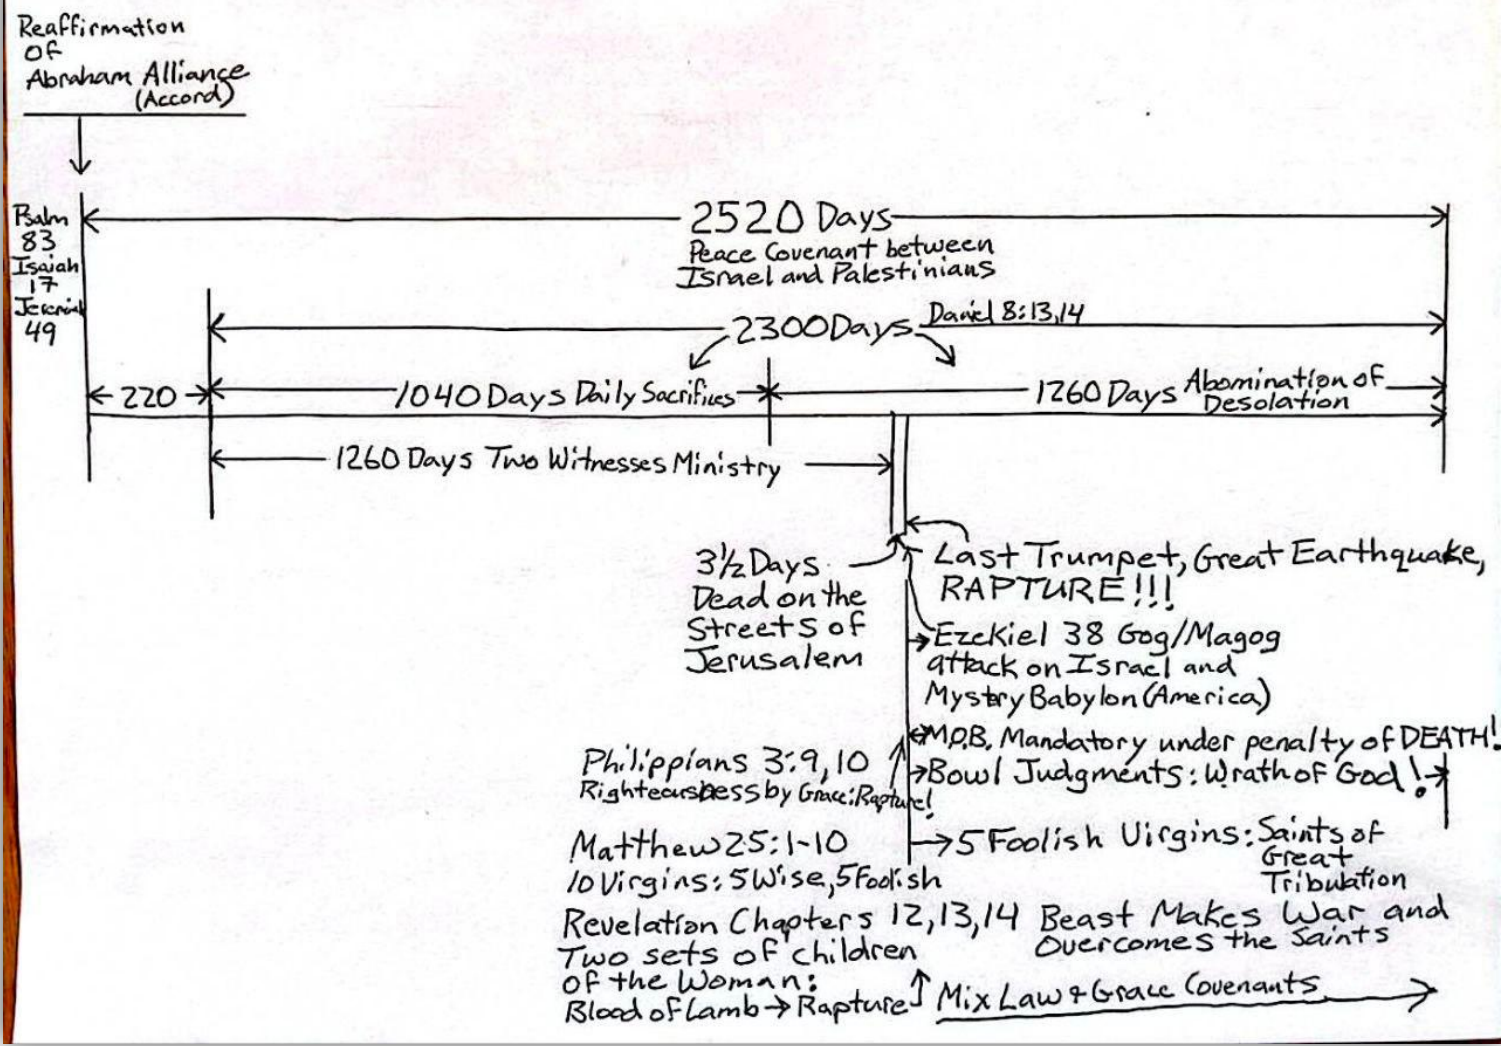 Reaffirmation
OF
Abraham Alliance
(Accord)
Psalm
83
Isaiah
17
Jeremiah
49
2520 Days
Peace Covenant between
Israel and Palestinians
2300 Days Daniel 8:13,14
220
1040 Days Daily Sacrifices
1260 Days Abomination of
Desolation
1260 Days Two Witnesses Ministry
3½ Days
Dead on the
Streets of
Jerusalem
Last Trumpet, Great Earthquake,
RAPTURE!!!
Ezekiel 38 Gog/Magog
attack on Israel and
Mystry Babylon (America)
M.O.B. Mandatory under penalty of DEATH!
Philippians 3:9,10
Righteousness by Grace: Rapture!
Bowl Judgments: Wrath of God!
Matthew 25:1-10
10 Virgins: 5 Wise, 5 Foolish
5 Foolish Virgins: Saints of
Great
Tribulation
Revelation Chapters 12, 13, 14
Two sets of children
of the Woman:
Blood of Lamb → Rapture
Beast Makes War and
Overcomes the Saints
Mix Law & Grace Covenants